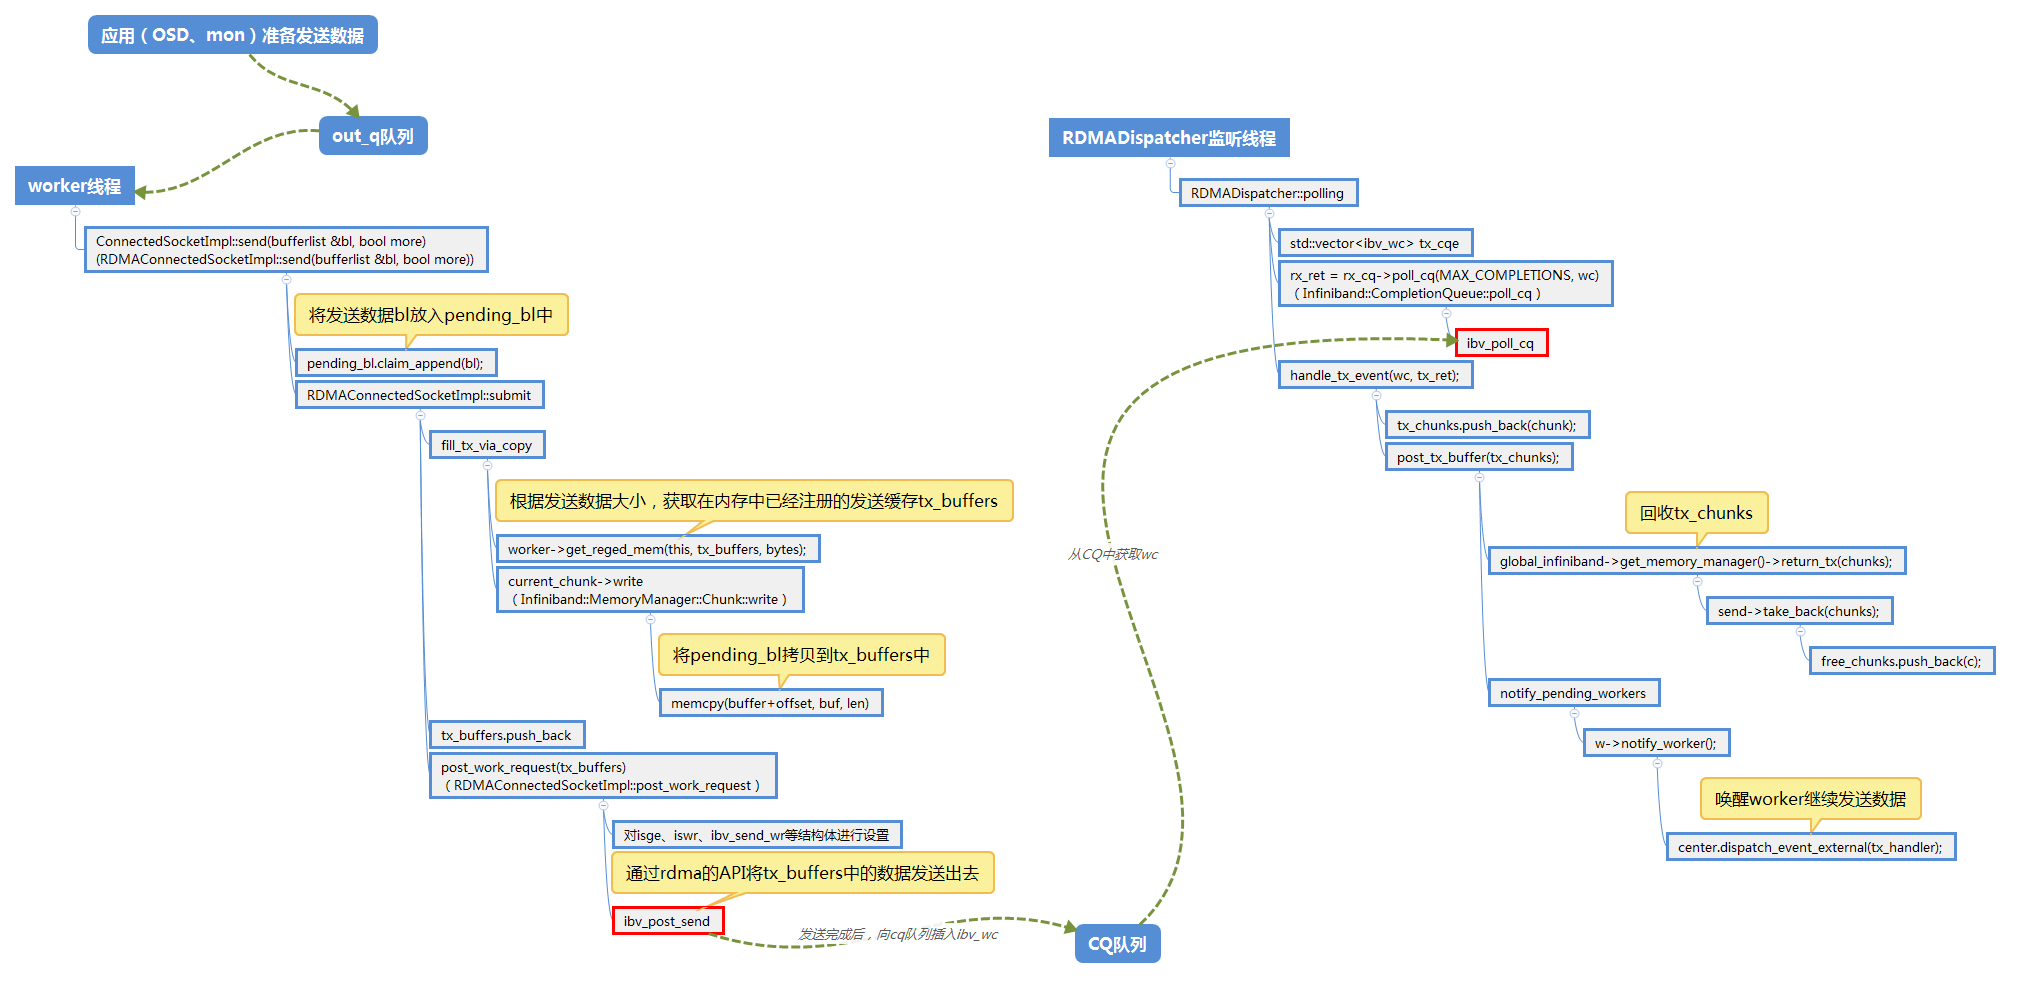 应用（OSD、mon）准备发送数据
out_q队列
worker线程
ConnectedSocketImpl::send(bufferlist &bl, bool more)
(RDMAConnectedSocketImpl::send(bufferlist &bl, bool more))
将发送数据bl放入pending_bl中
pending_bl.claim_append(bl);
RDMAConnectedSocketImpl::submit
fill_tx_via_copy
根据发送数据大小，获取在内存中已经注册的发送缓存tx_buffers
worker->get_reged_mem(this, tx_buffers, bytes);
current_chunk->write
（Infiniband::MemoryManager::Chunk::write）
将pending_bl拷贝到tx_buffers中
memcpy(buffer+offset, buf, len)
tx_buffers.push_back
post_work_request(tx_buffers)
（RDMAConnectedSocketImpl::post_work_request）
对isge、iswr、ibv_send_wr等结构体进行设置
通过rdma的API将tx_buffers中的数据发送出去
ibv_post_send
发送完成后，向cq队列插入ibv_wc
CQ队列
从CQ中获取wc
RDMADispatcher监听线程
RDMADispatcher::polling
std::vector<ibv_wc> tx_cqe
rx_ret = rx_cq->poll_cq(MAX_COMPLETIONS, wc)
（Infiniband::CompletionQueue::poll_cq）
ibv_poll_cq
handle_tx_event(wc, tx_ret);
tx_chunks.push_back(chunk);
post_tx_buffer(tx_chunks);
回收tx_chunks
global_infiniband->get_memory_manager()->return_tx(chunks);
send->take_back(chunks);
free_chunks.push_back(c);
notify_pending_workers
w->notify_worker();
唤醒worker继续发送数据
center.dispatch_event_external(tx_handler);